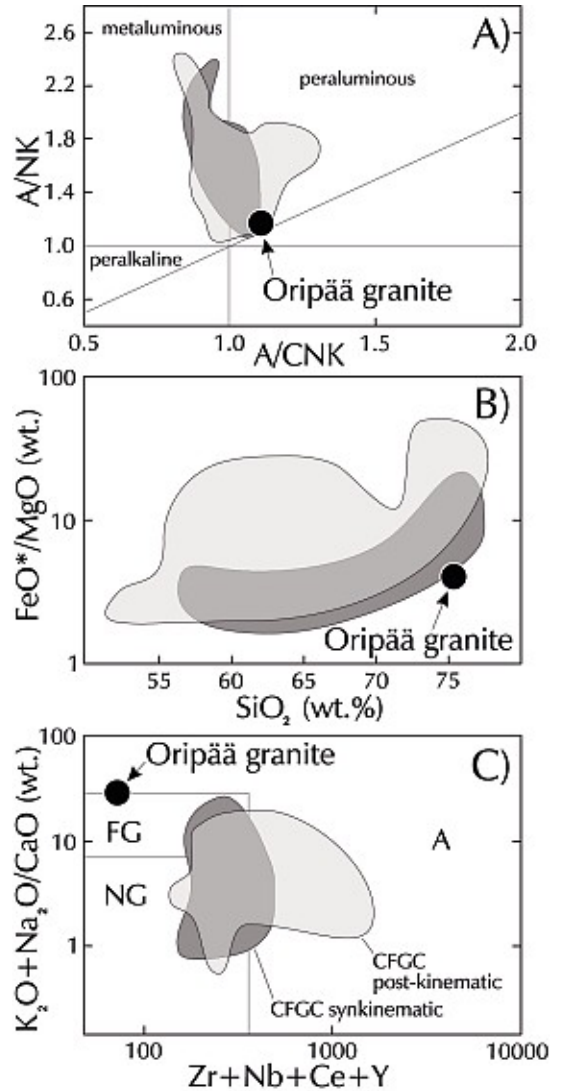 A)
metaluminous
peraluminous
peralkaline
Oripää granite
A/NK
2.6
2.2
1.8
1.4
1.0
0.6
0.5 1.0 1.5 2.0
A/CNK
B)
FeO*/MgO (wt.)
100
10
1
Oripää granite
55 60 65 70 75
SiO₂ (wt.%)
C)
K₂O+Na₂O/CaO (wt.)
100
10
1
Oripää granite
FG
A
NG
CFGC
post-kinematic
CFGC synkinematic
100 1000 10000
Zr+Nb+Ce+Y